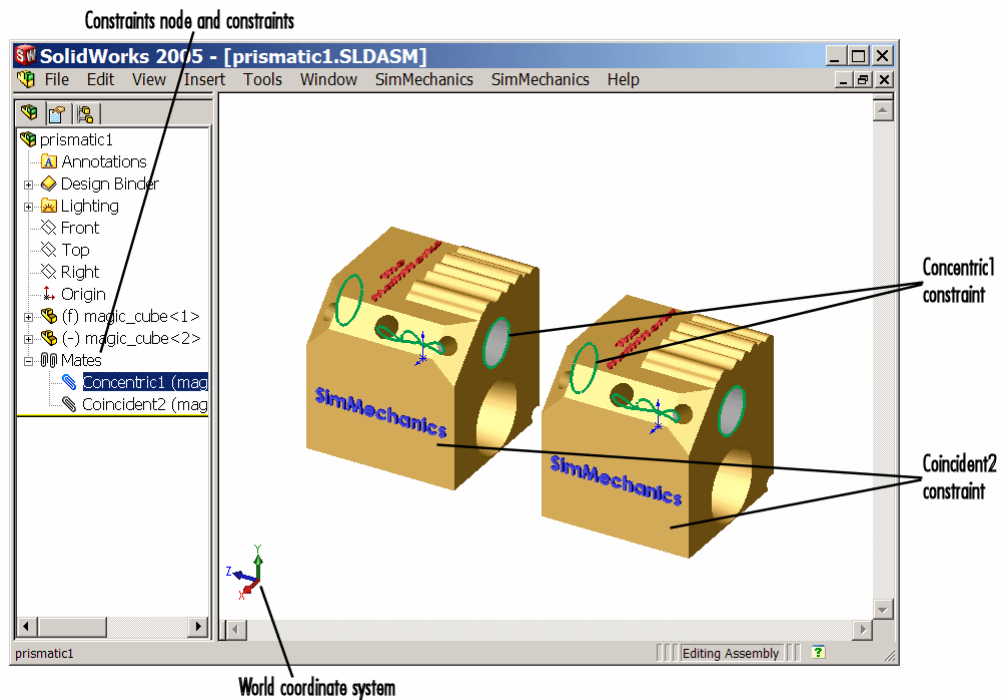 Constraints node and constraints
SolidWorks 2005 - [prismatic1.SLDASM]
File Edit View Insert Tools Window SimMechanics SimMechanics Help
prismatic1
A Annotations
Design Binder
Lighting
Front
Top
Right
Origin
(f) magic_cube<1>
(-) magic_cube<2>
Mates
Concentric1 (mag
Coincident2 (mag
SimMechanics
SimMechanics
Concentric1
constraint
Coincident2
constraint
Y
Z
X
prismatic1
Editing Assembly
?
World coordinate system